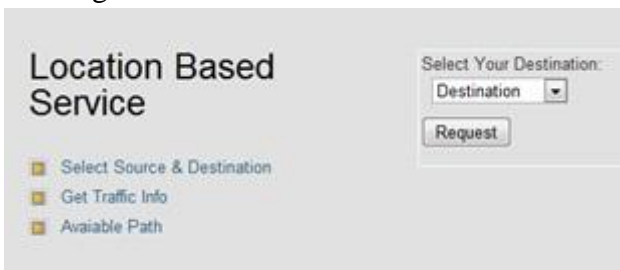 Location Based
Service
Select Source & Destination
Get Traffic Info
Avaiable Path
Select Your Destination:
Destination
Request